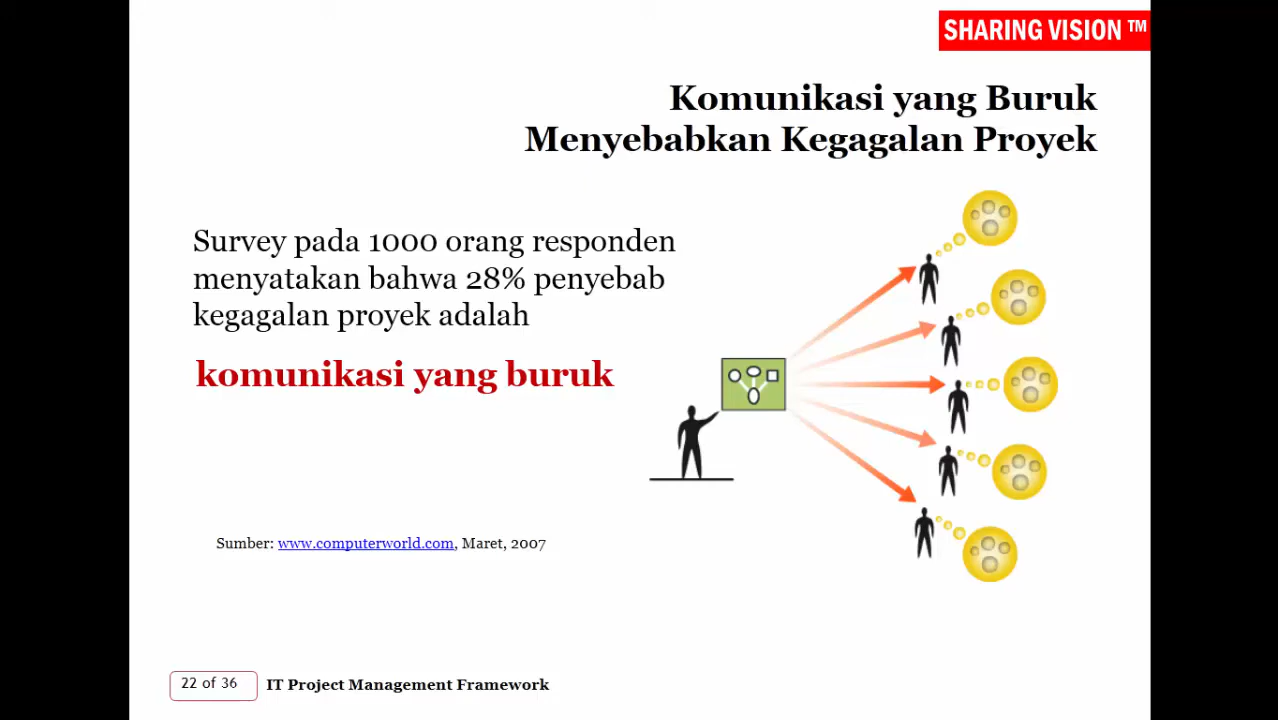 SHARING VISION ™
Komunikasi yang Buruk
Menyebabkan Kegagalan Proyek
Survey pada 1000 orang responden
menyatakan bahwa 28% penyebab
kegagalan proyek adalah
komunikasi yang buruk
Sumber: www.computerworld.com, Maret, 2007
22 of 36 IT Project Management Framework